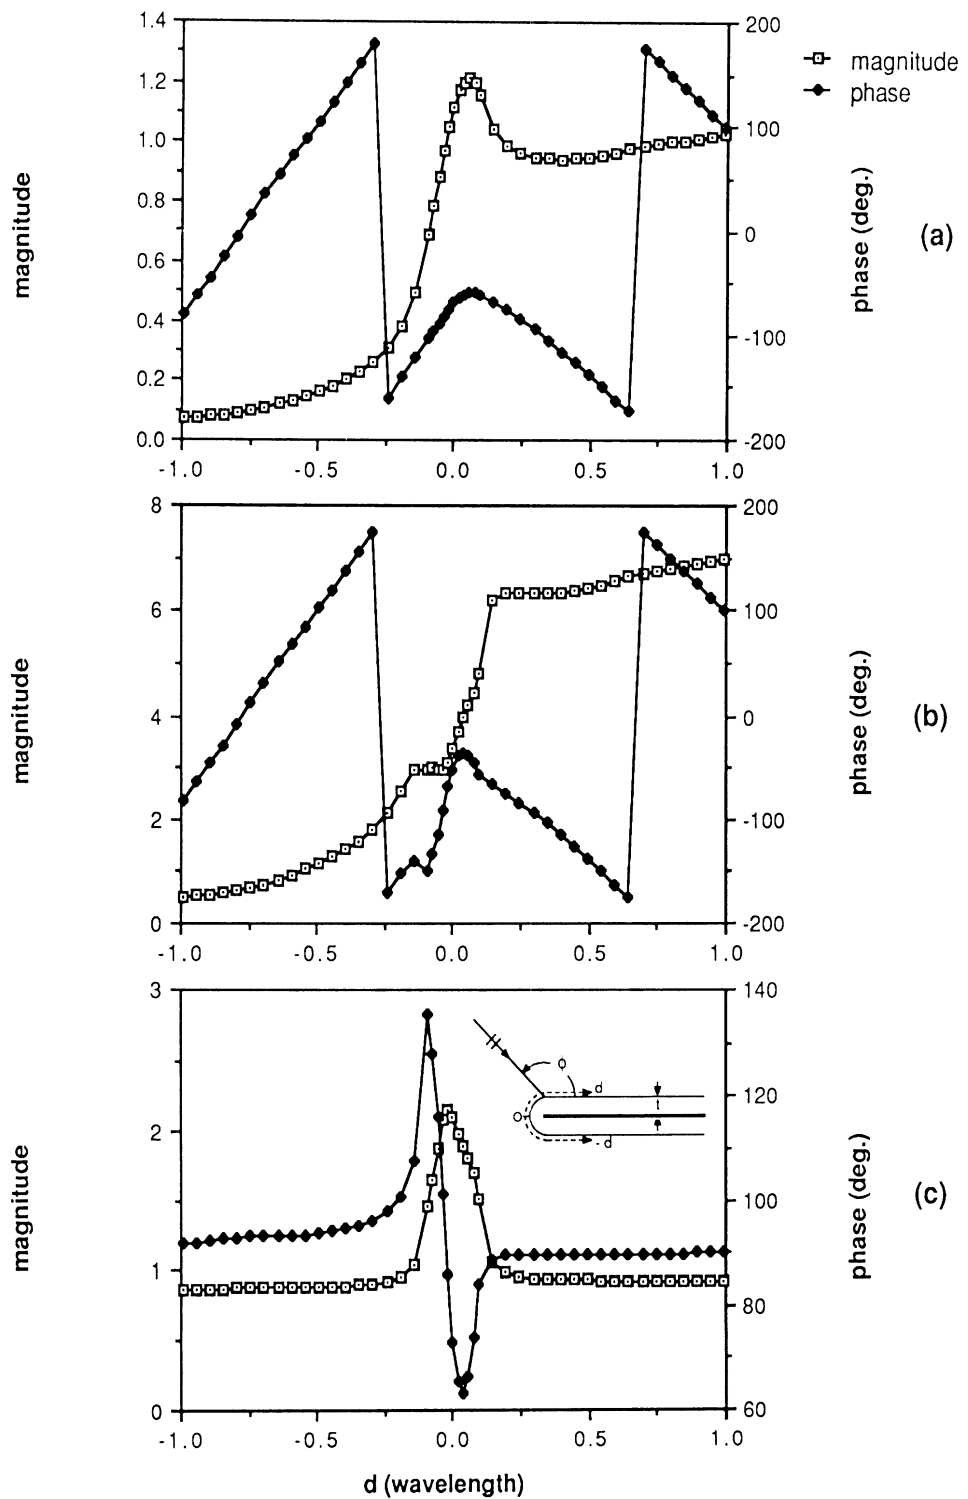 1.4
1.2
1.0
0.8
0.6
0.4
0.2
0.0
magnitude
200
100
0
-100
-200
phase (deg.)
magnitude
phase
(a)
-1.0 -0.5 0.0 0.5 1.0
8
6
4
2
0
magnitude
200
100
0
-100
-200
phase (deg.)
(b)
-1.0 -0.5 0.0 0.5 1.0
3
2
1
0
magnitude
140
120
100
80
60
phase (deg.)
(c)
ϕ
d
0
t
-d
-1.0 -0.5 0.0 0.5 1.0
d (wavelength)